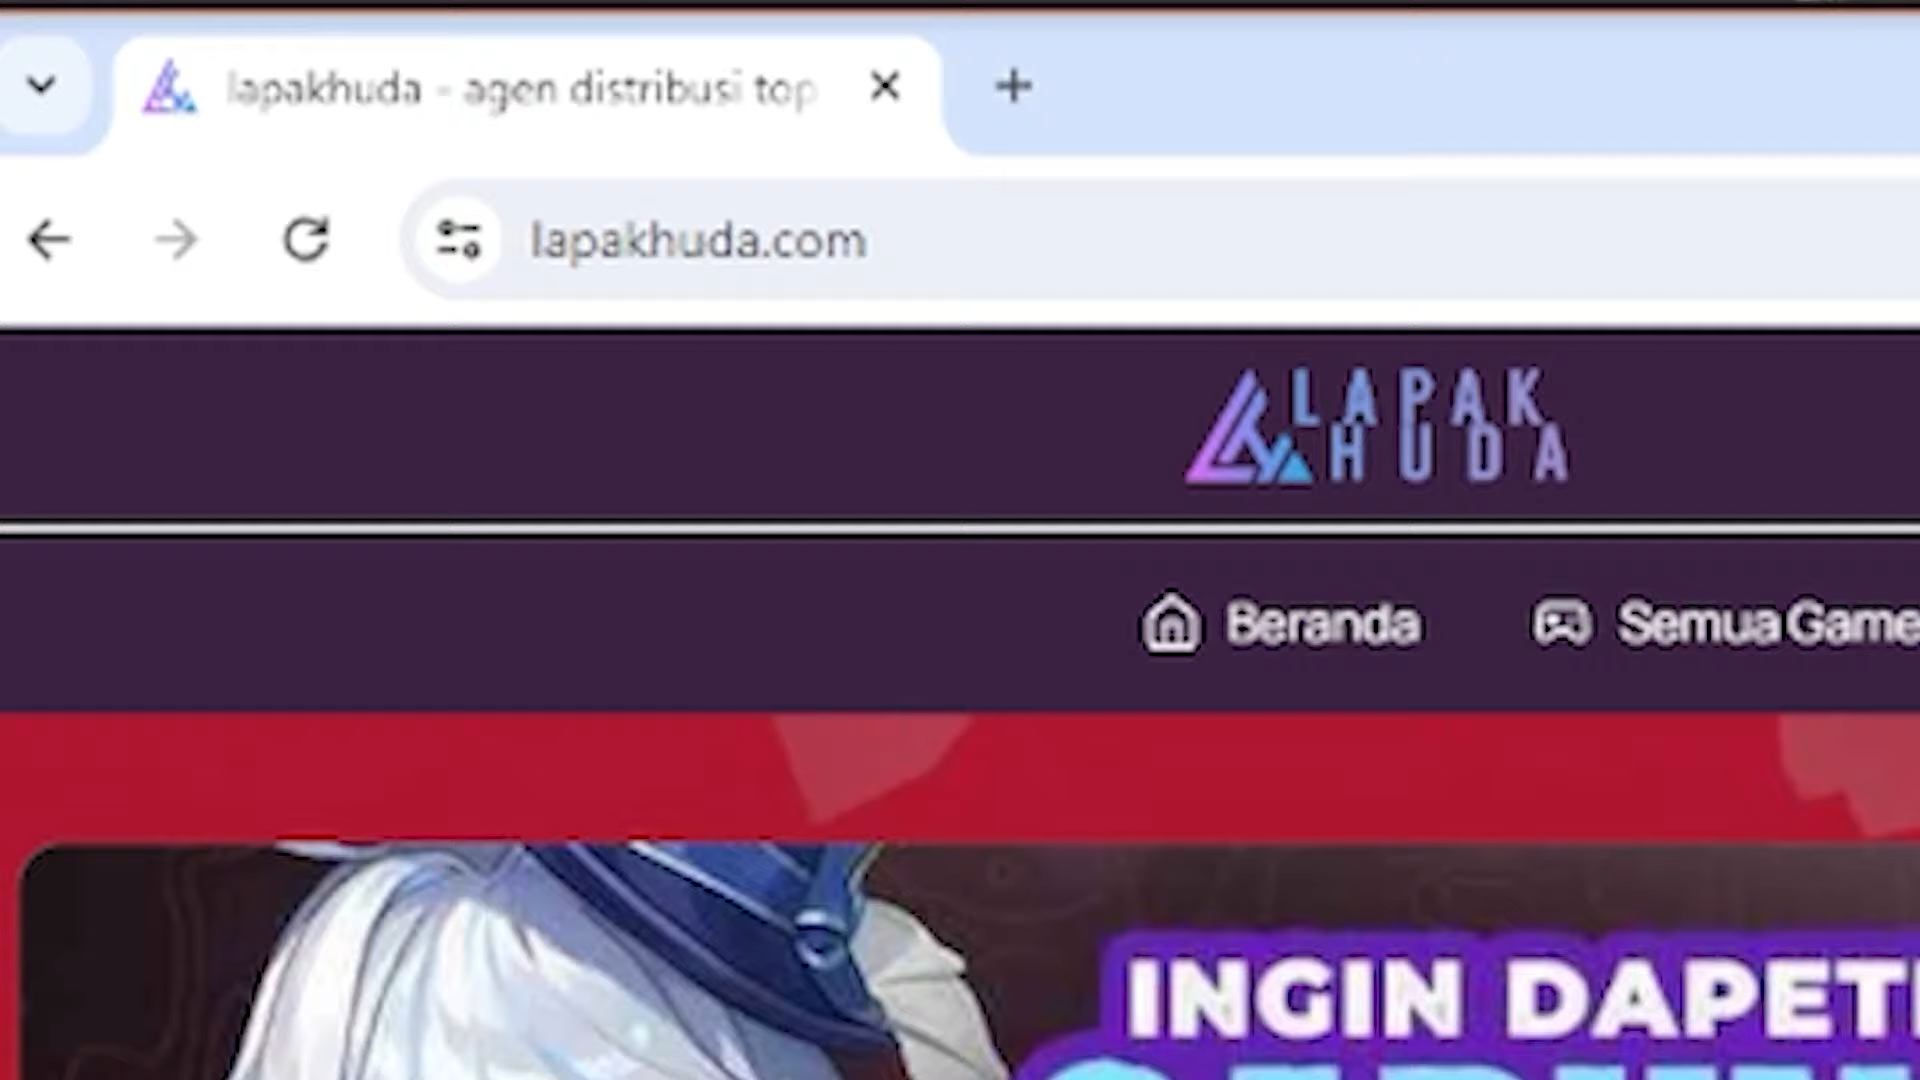 lapakhuda - agen distribusi top
lapakhuda.com
LAPAK
HUDA
Beranda
Semua Game
INGIN DAPET